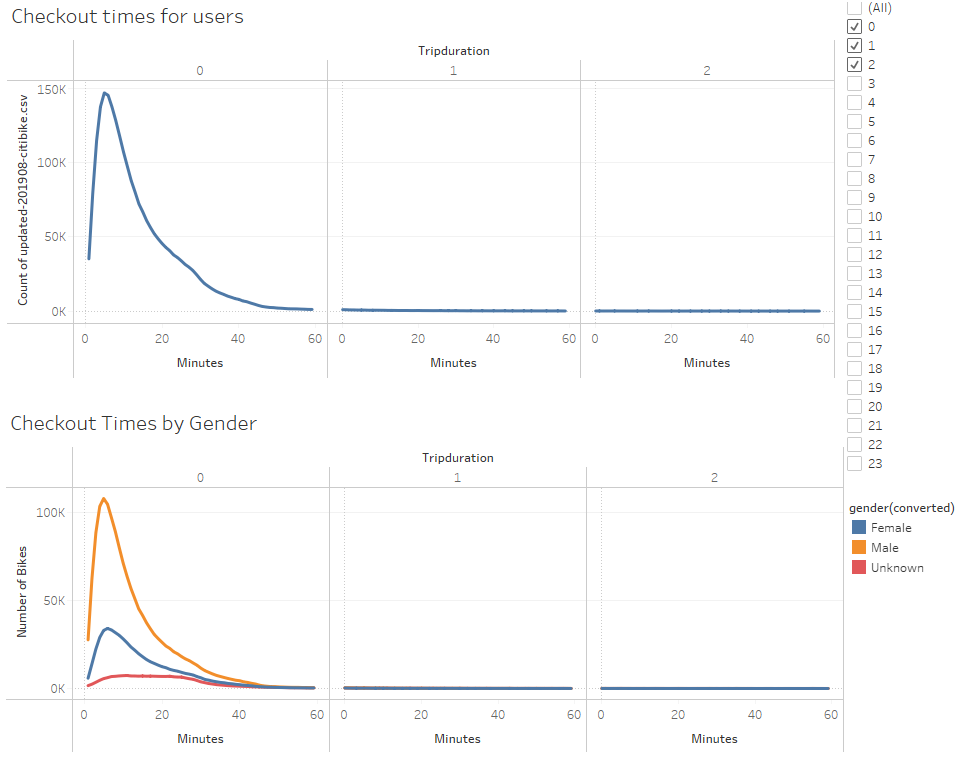 Checkout times for users
Tripduration
0 1 2
Count of updated-201908-citibike.csv
150K
100K
50K
0K
0 20 40 60 0 20 40 60 0 20 40 60
Minutes Minutes Minutes
Checkout Times by Gender
Tripduration
0 1 2
Number of Bikes
100K
50K
0K
0 20 40 60 0 20 40 60 0 20 40 60
Minutes Minutes Minutes
(All)
0
1
2
3
4
5
6
7
8
9
10
11
12
13
14
15
16
17
18
19
20
21
22
23
gender(converted)
Female
Male
Unknown